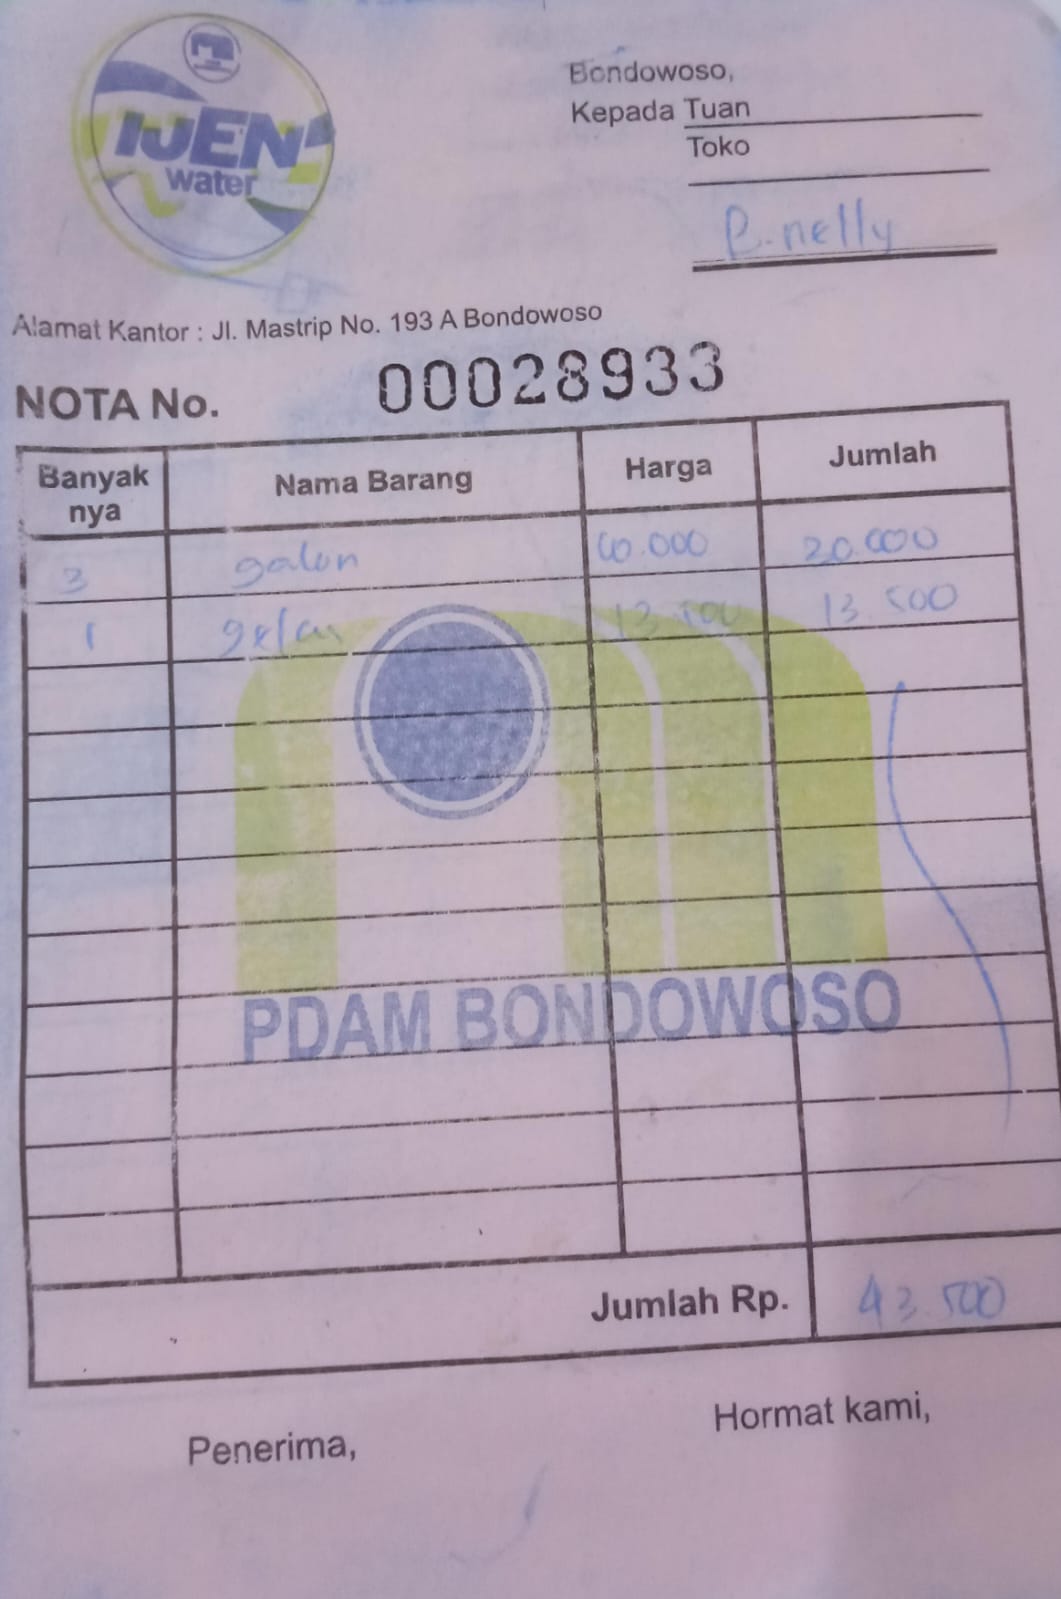 IJEN
water
Bondowoso,
Kepada Tuan
Toko
P. nelly
Alamat Kantor : Jl. Mastrip No. 193 A Bondowoso
NOTA No. 00028933
Banyak nya Nama Barang Harga Jumlah
3 galon 10.000 20.000
1 gelas 13.500 13.500
PDAM BONDOWOSO
Jumlah Rp. 43.500
Penerima,
Hormat kami,